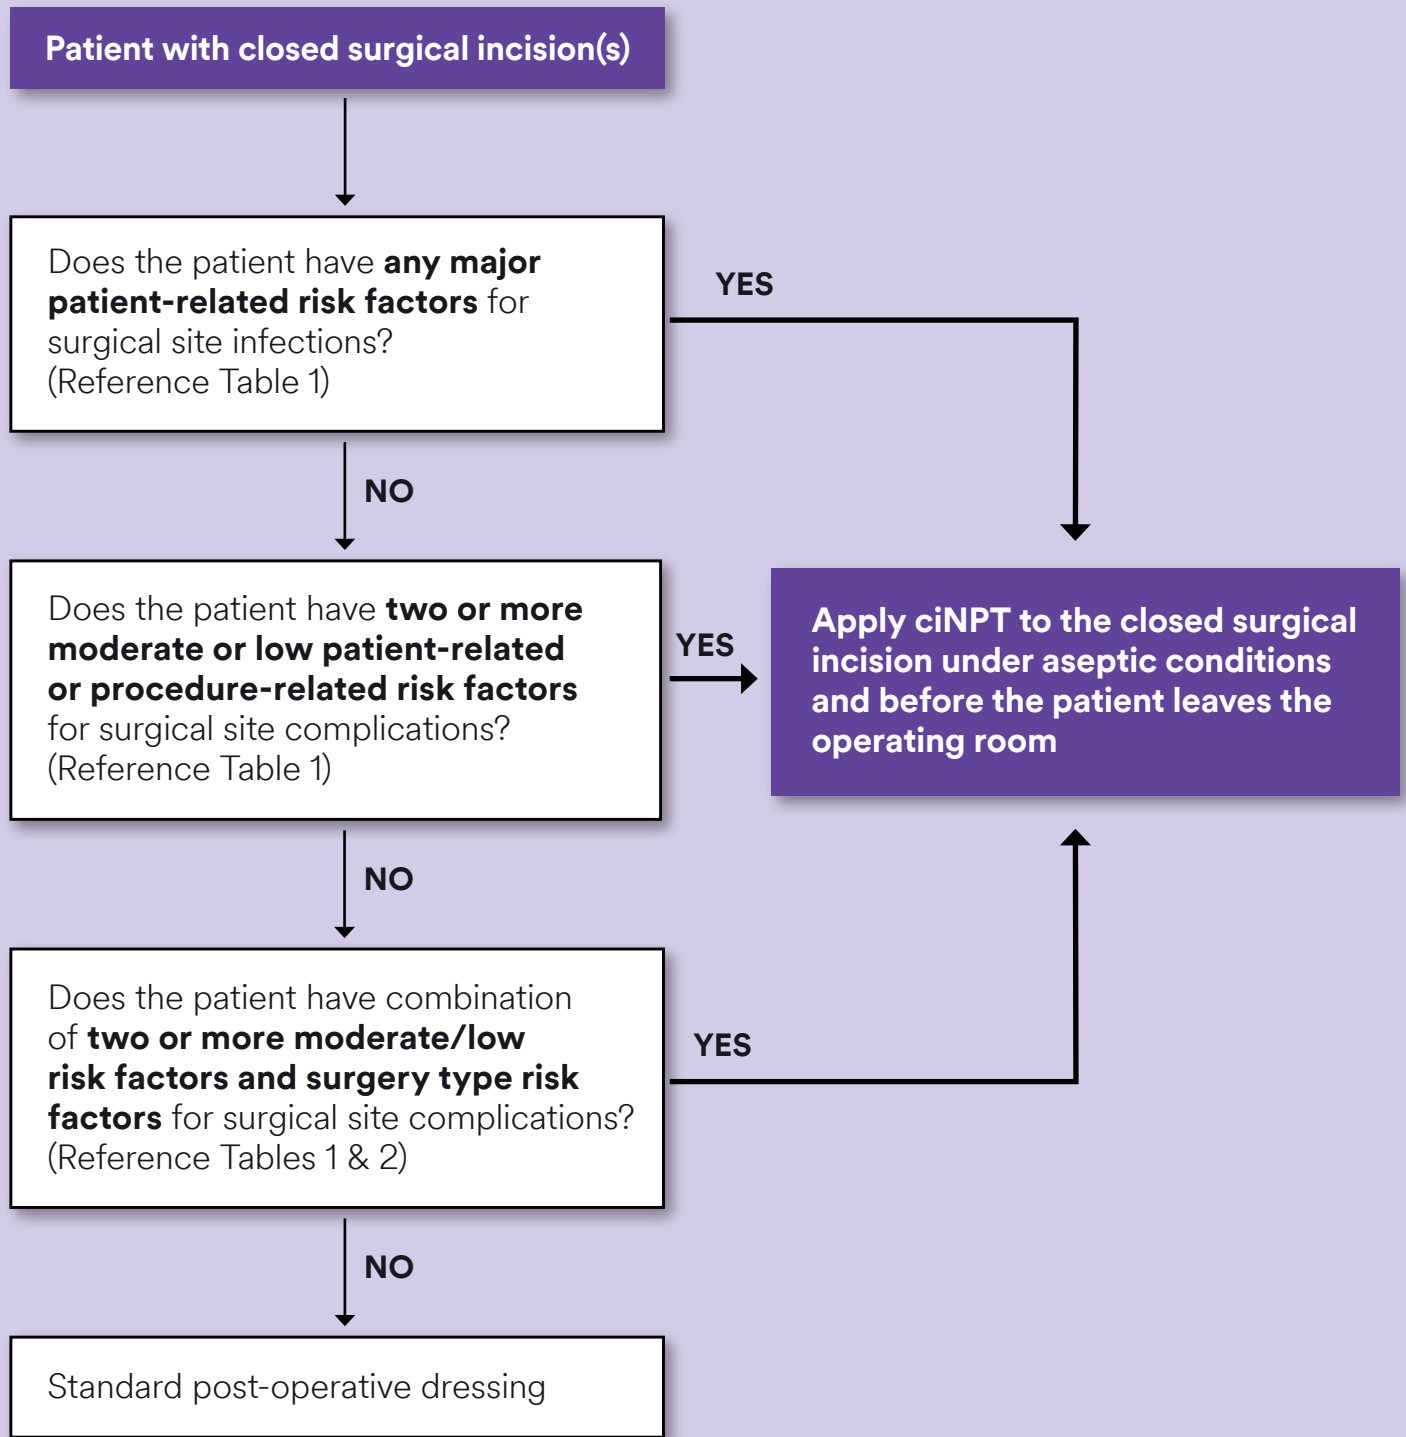 Patient with closed surgical incision(s)
Does the patient have any major
patient-related risk factors for
surgical site infections?
(Reference Table 1)
YES
NO
Does the patient have two or more
moderate or low patient-related
or procedure-related risk factors
for surgical site complications?
(Reference Table 1)
YES
Apply ciNPT to the closed surgical
incision under aseptic conditions
and before the patient leaves the
operating room
NO
Does the patient have combination
of two or more moderate/low
risk factors and surgery type risk
factors for surgical site complications?
(Reference Tables 1 & 2)
YES
NO
Standard post-operative dressing